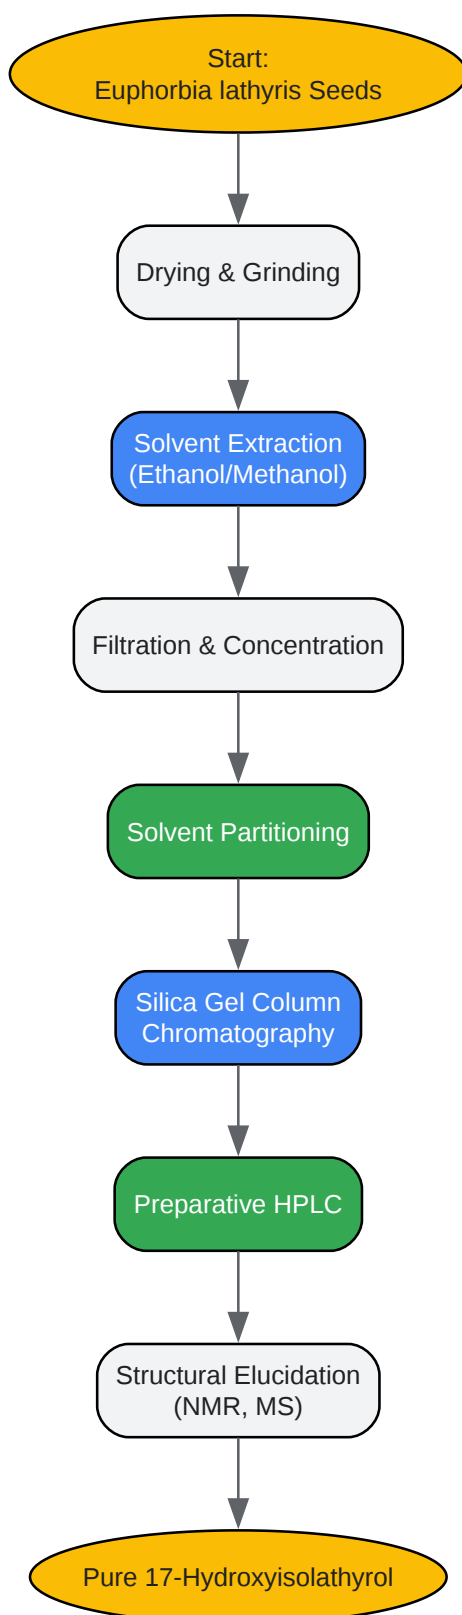 Start:
Euphorbia lathyris Seeds
Drying & Grinding
Solvent Extraction
(Ethanol/Methanol)
Filtration & Concentration
Solvent Partitioning
Silica Gel Column
Chromatography
Preparative HPLC
Structural Elucidation
(NMR, MS)
Pure 17-Hydroxyisolathyrol